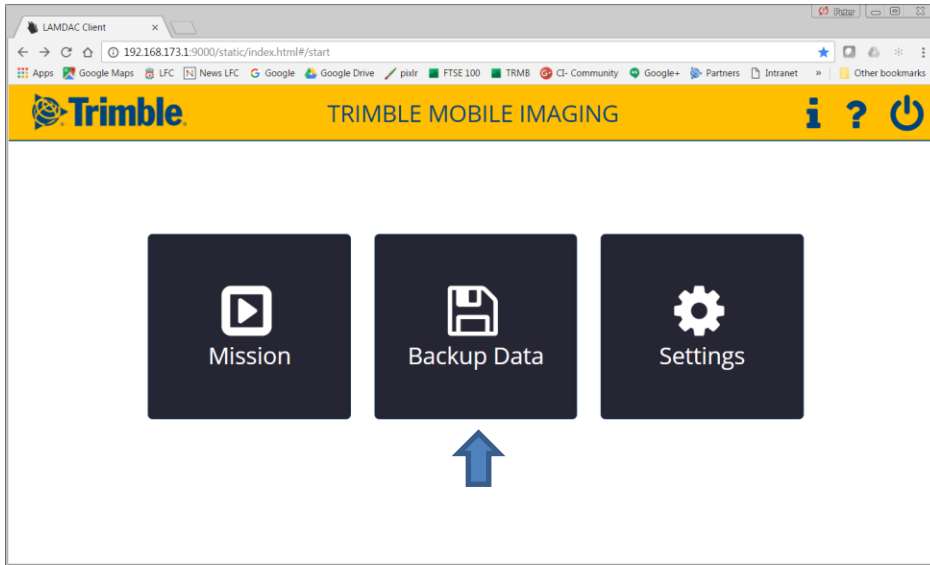 Peter
LAMDAC Client
192.168.173.1:9000/static/index.html#/start
Apps Google Maps LFC News LFC Google Google Drive pixlr FTSE 100 TRMB CI- Community Google+ Partners Intranet » Other bookmarks
Trimble. TRIMBLE MOBILE IMAGING i ?
Mission Backup Data Settings